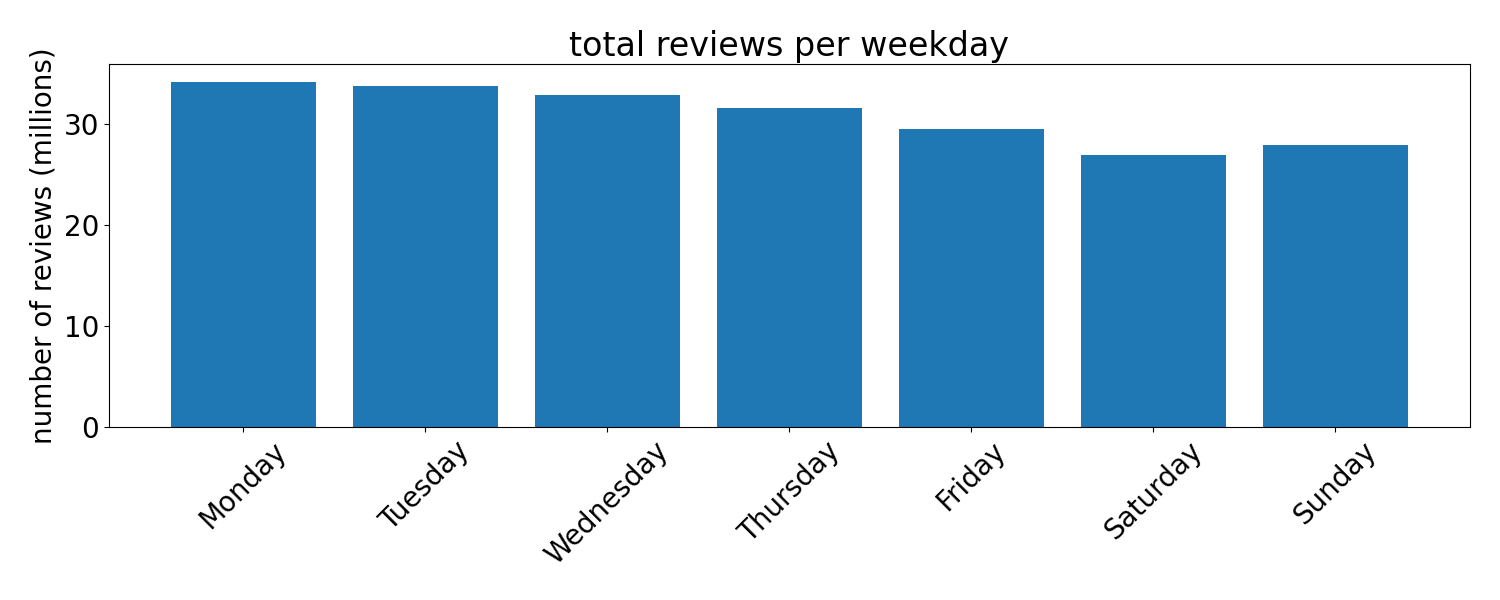 total reviews per weekday
number of reviews (millions)
30
20
10
0
Monday
Tuesday
Wednesday
Thursday
Friday
Saturday
Sunday